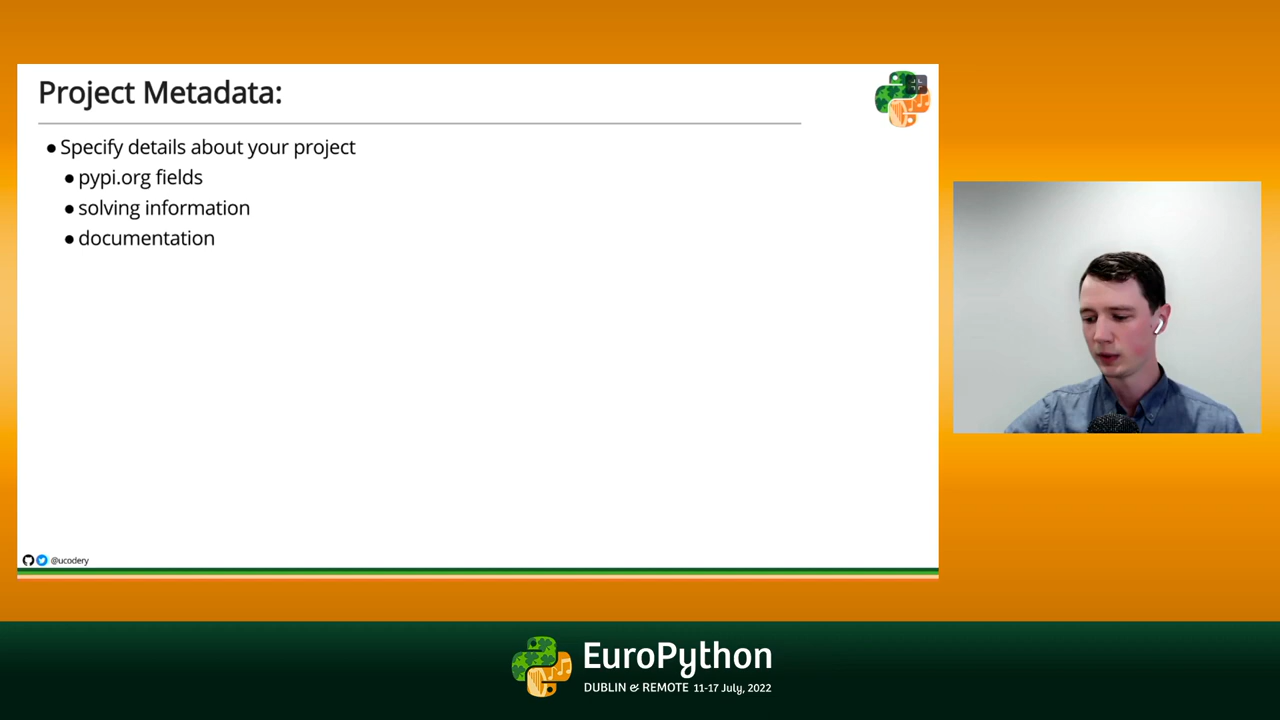 Project Metadata:
● Specify details about your project
● pypi.org fields
● solving information
● documentation
@ucodery
EuroPython
DUBLIN & REMOTE 11-17 July, 2022